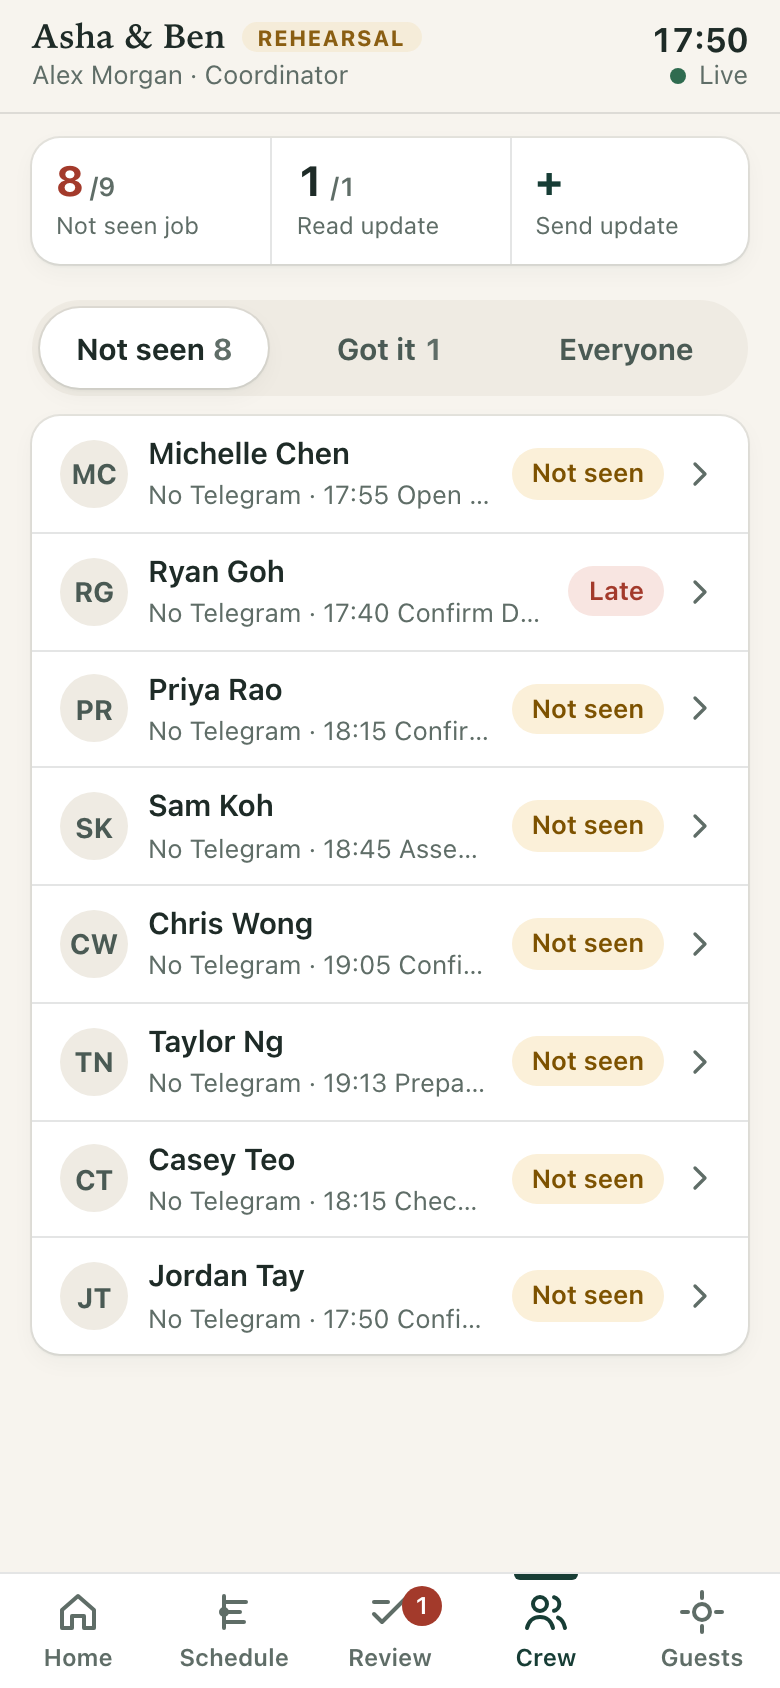 Asha & Ben REHEARSAL 17:50
Alex Morgan · Coordinator Live
8 /9 1 /1 +
Not seen job Read update Send update
Not seen 8 Got it 1 Everyone
MC Michelle Chen
No Telegram · 17:55 Open ... Not seen
RG Ryan Goh
No Telegram · 17:40 Confirm D... Late
PR Priya Rao
No Telegram · 18:15 Confir... Not seen
SK Sam Koh
No Telegram · 18:45 Asse... Not seen
CW Chris Wong
No Telegram · 19:05 Confi... Not seen
TN Taylor Ng
No Telegram · 19:13 Prepa... Not seen
CT Casey Teo
No Telegram · 18:15 Chec... Not seen
JT Jordan Tay
No Telegram · 17:50 Confi... Not seen
1
Home Schedule Review Crew Guests